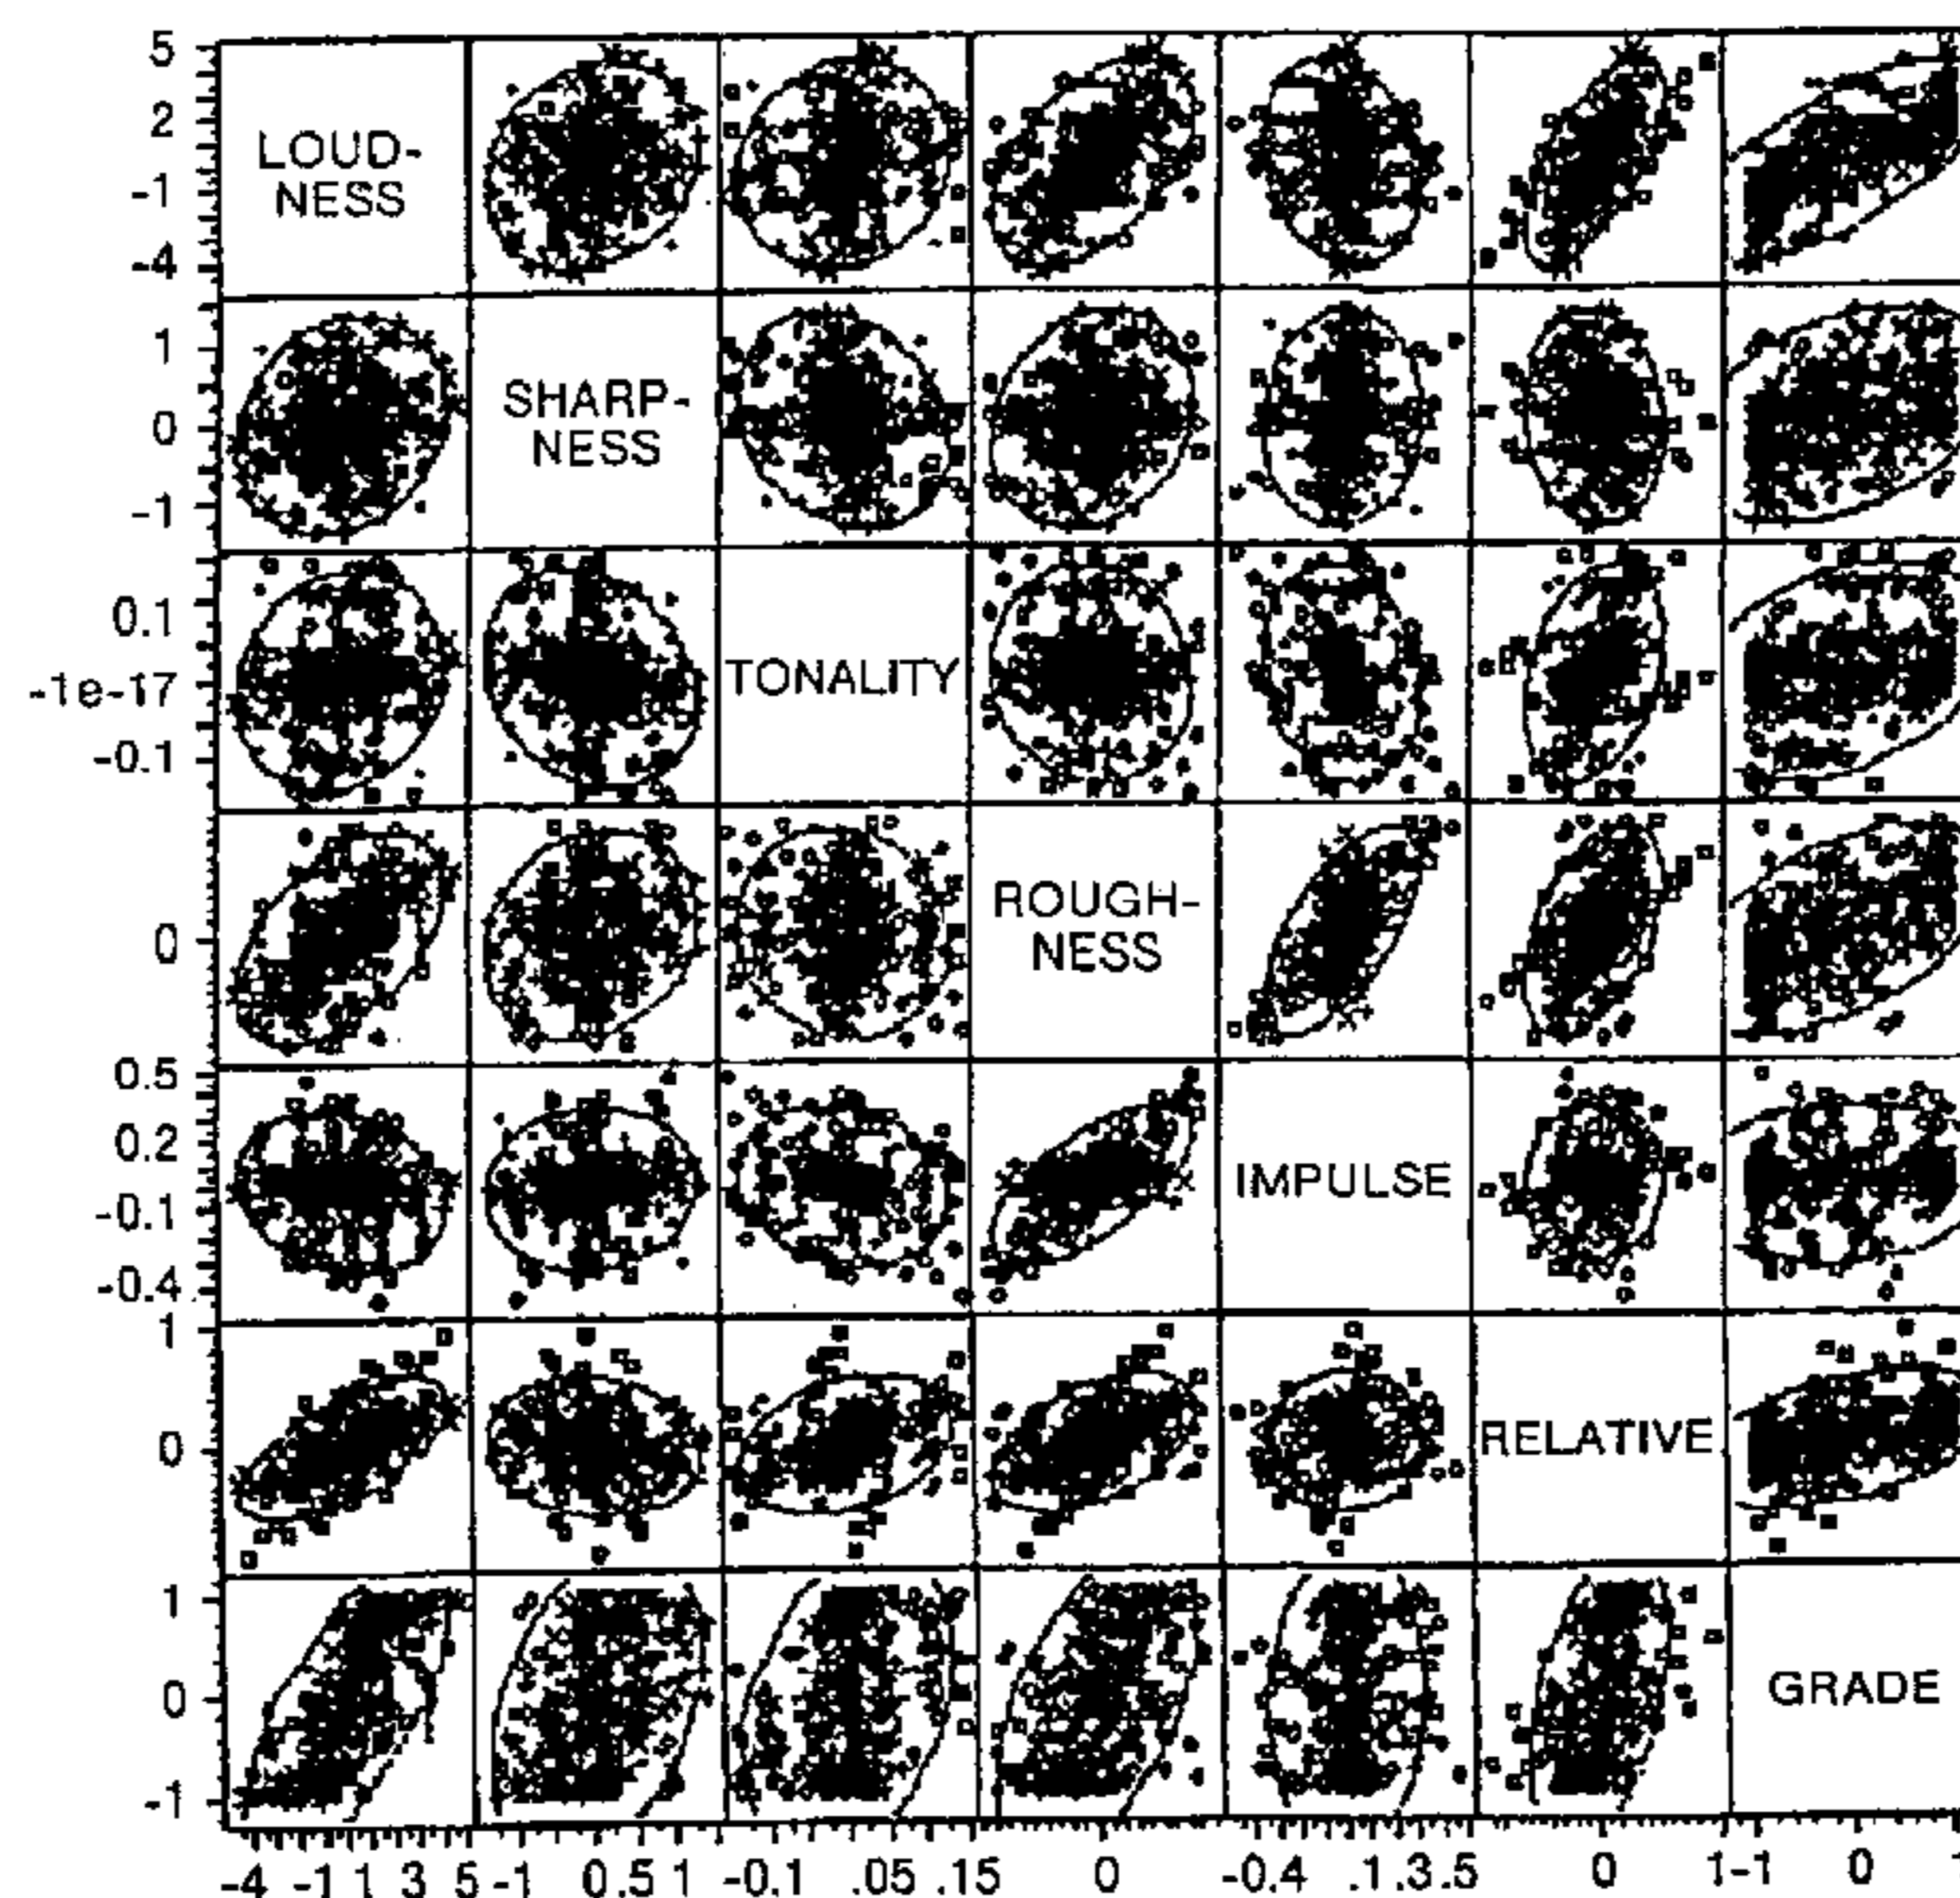 5
2
-1
-4
LOUD-
NESS
1
0
-1
SHARP-
NESS
0.1
-1e-17
-0.1
TONALITY
0
ROUGH-
NESS
0.5
0.2
-0.1
-0.4
IMPULSE
1
0
RELATIVE
1
0
-1
GRADE
-4 -1 1 3 5 -1 0.5 1 -0.1 .05 .15 0 -0.4 .1.3.5 0 1-1 0 1